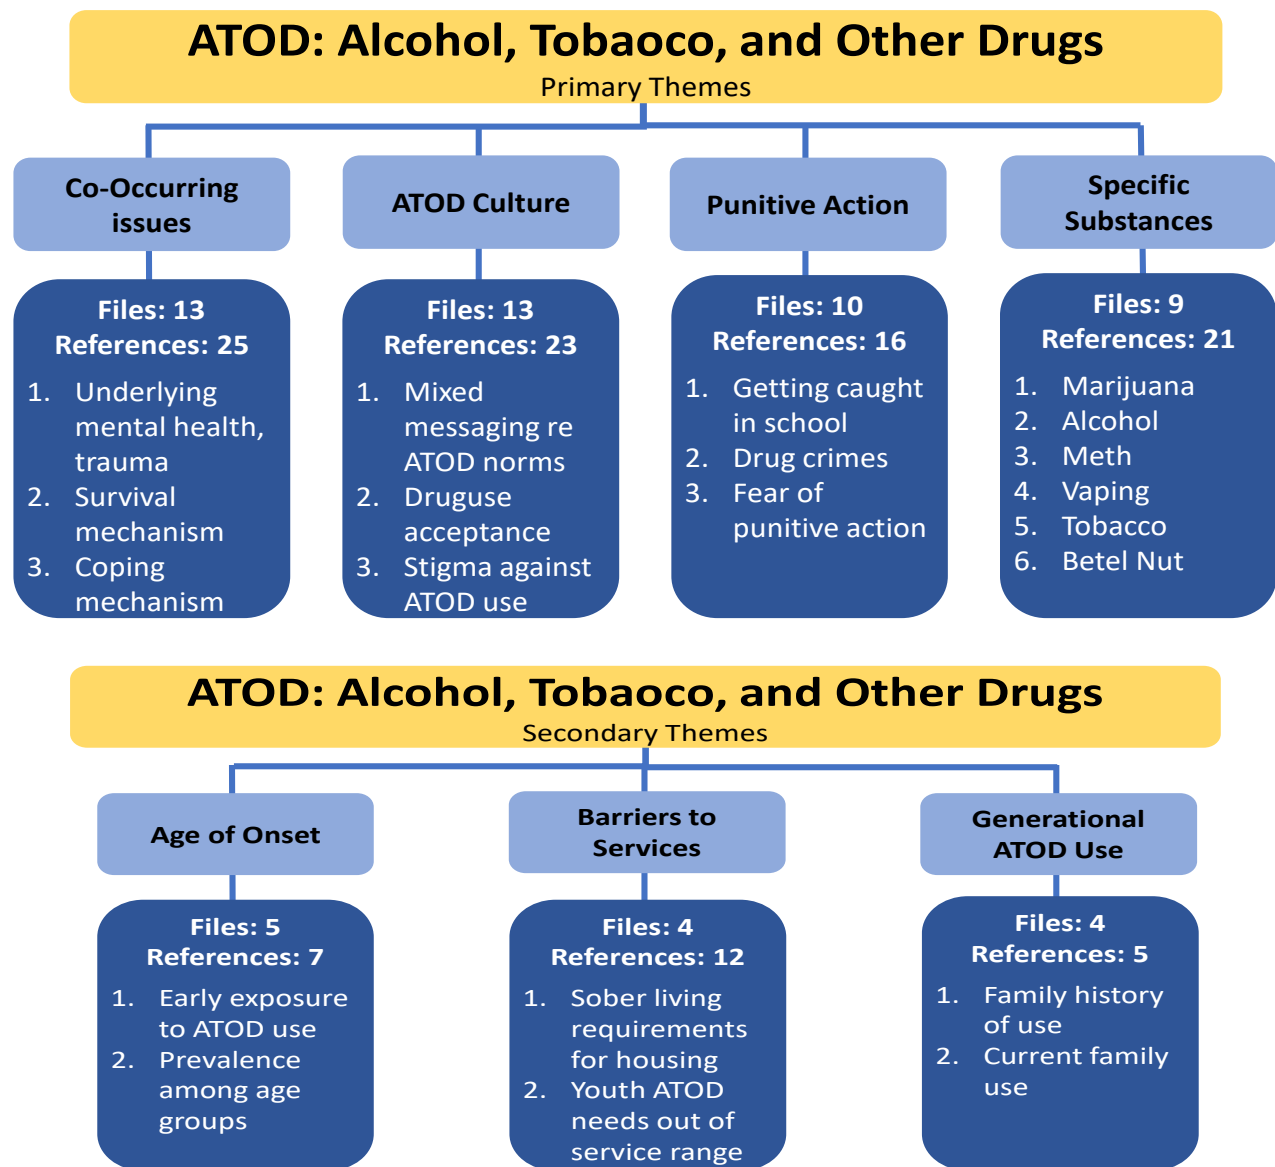 ATOD: Alcohol, Tobaoco, and Other Drugs
Primary Themes
Co-Occurring
issues
ATOD Culture
Punitive Action
Specific
Substances
Files: 13
References: 25
1. Underlying
mental health,
trauma
2. Survival
mechanism
3. Coping
mechanism
Files: 13
References: 23
1. Mixed
messaging re
ATOD norms
2. Druguse
acceptance
3. Stigma against
ATOD use
Files: 10
References: 16
1. Getting caught
in school
2. Drug crimes
3. Fear of
punitive action
Files: 9
References: 21
1. Marijuana
2. Alcohol
3. Meth
4. Vaping
5. Tobacco
6. Betel Nut
ATOD: Alcohol, Tobaoco, and Other Drugs
Secondary Themes
Age of Onset
Barriers to
Services
Generational
ATOD Use
Files: 5
References: 7
1. Early exposure
to ATOD use
2. Prevalence
among age
groups
Files: 4
References: 12
1. Sober living
requirements
for housing
2. Youth ATOD
needs out of
service range
Files: 4
References: 5
1. Family history
of use
2. Current family
use